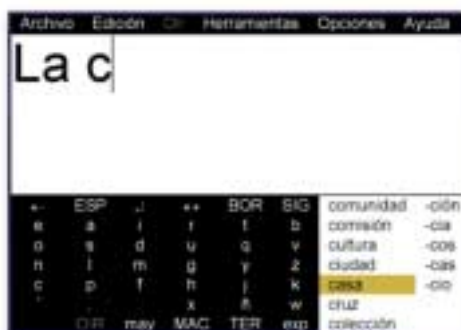 Archivo Edición Herramientas Opciones Ayuda
La c
ESP ↔ BOR SIG comunidad -ción
e a i r t b comisión -cia
o s d u q v cultura -cos
n l m g y z ciudad -cas
c p f h j k casa -cio
' , . x ñ w cruz
DIR may MAC TER exp colección